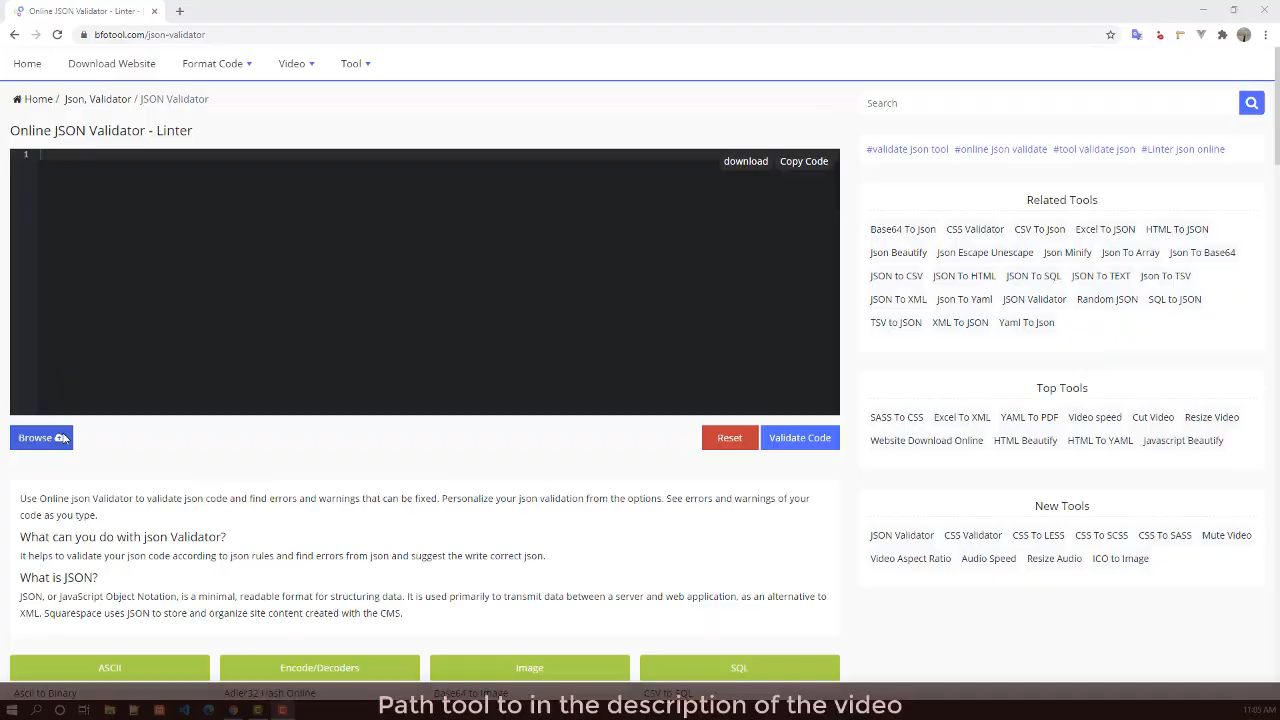 Online JSON Validator - Linter -
bfotool.com/json-validator
Home Download Website Format Code Video Tool
Home / Json, Validator / JSON Validator
Search
Online JSON Validator - Linter
#validate json tool #online json validate #tool validate json #Linter json online
1
download Copy Code
Related Tools
Base64 To Json CSS Validator CSV To Json Excel To JSON HTML To JSON
Json Beautify Json Escape Unescape Json Minify Json To Array Json To Base64
JSON to CSV JSON To HTML JSON To SQL JSON To TEXT Json To TSV
JSON To XML Json To Yaml JSON Validator Random JSON SQL to JSON
TSV to JSON XML To JSON Yaml To Json
Top Tools
SASS To CSS Excel To XML YAML To PDF Video speed Cut Video Resize Video
Website Download Online HTML Beautify HTML To YAML Javascript Beautify
Browse
Reset Validate Code
Use Online json Validator to validate json code and find errors and warnings that can be fixed. Personalize your json validation from the options. See errors and warnings of your
code as you type.
What can you do with json Validator?
It helps to validate your json code according to json rules and find errors from json and suggest the write correct json.
What is JSON?
JSON, or JavaScript Object Notation, is a minimal, readable format for structuring data. It is used primarily to transmit data between a server and web application, as an alternative to
XML. Squarespace uses JSON to store and organize site content created with the CMS.
New Tools
JSON Validator CSS Validator CSS To LESS CSS To SCSS CSS To SASS Mute Video
Video Aspect Ratio Audio Speed Resize Audio ICO to Image
ASCII Encode/Decoders Image SQL
Ascii to Binary Adler32 Hash Online Base64 to Image CSV to SQL
Path tool to in the description of the video
11:05 AM